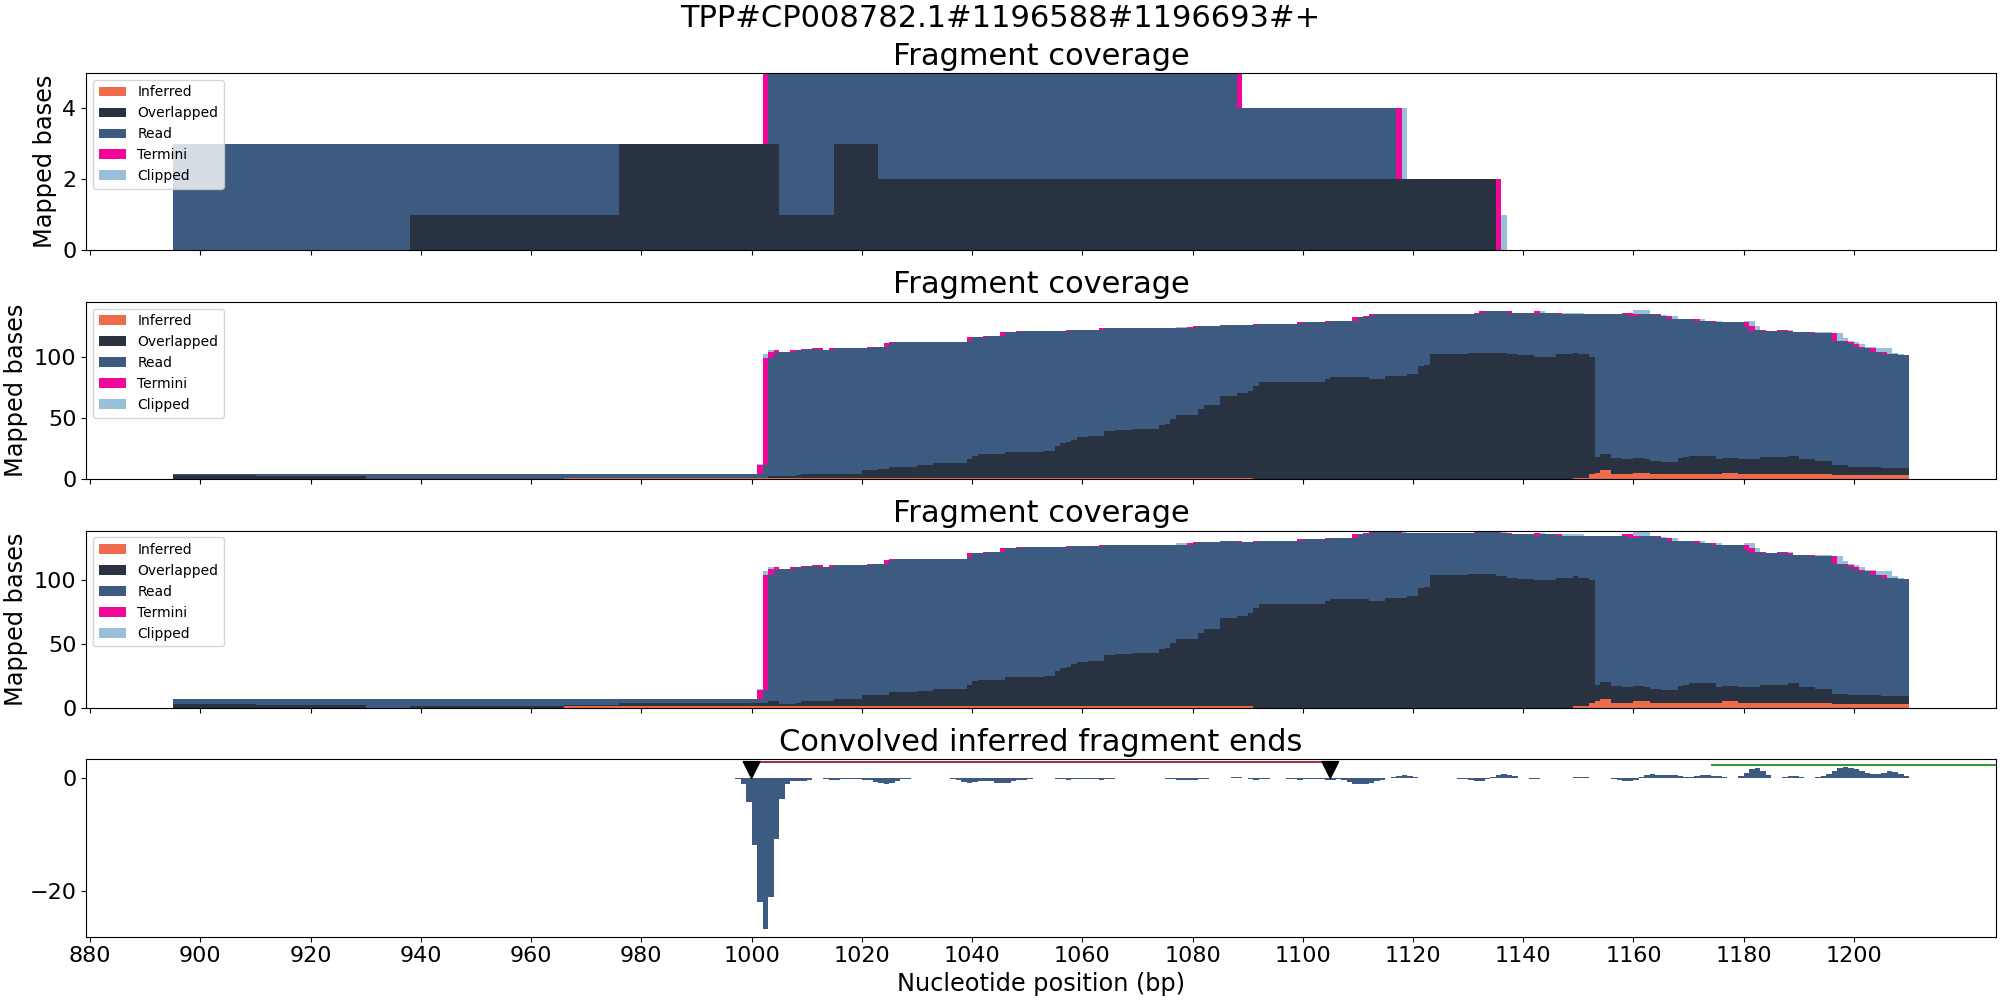 TPP#CP008782.1#1196588#1196693#+
Fragment coverage
Mapped bases
4
2
0
Inferred
Overlapped
Read
Termini
Clipped
Fragment coverage
Mapped bases
100
50
0
Inferred
Overlapped
Read
Termini
Clipped
Fragment coverage
Mapped bases
100
50
0
Inferred
Overlapped
Read
Termini
Clipped
Convolved inferred fragment ends
0
−20
880 900 920 940 960 980 1000 1020 1040 1060 1080 1100 1120 1140 1160 1180 1200
Nucleotide position (bp)